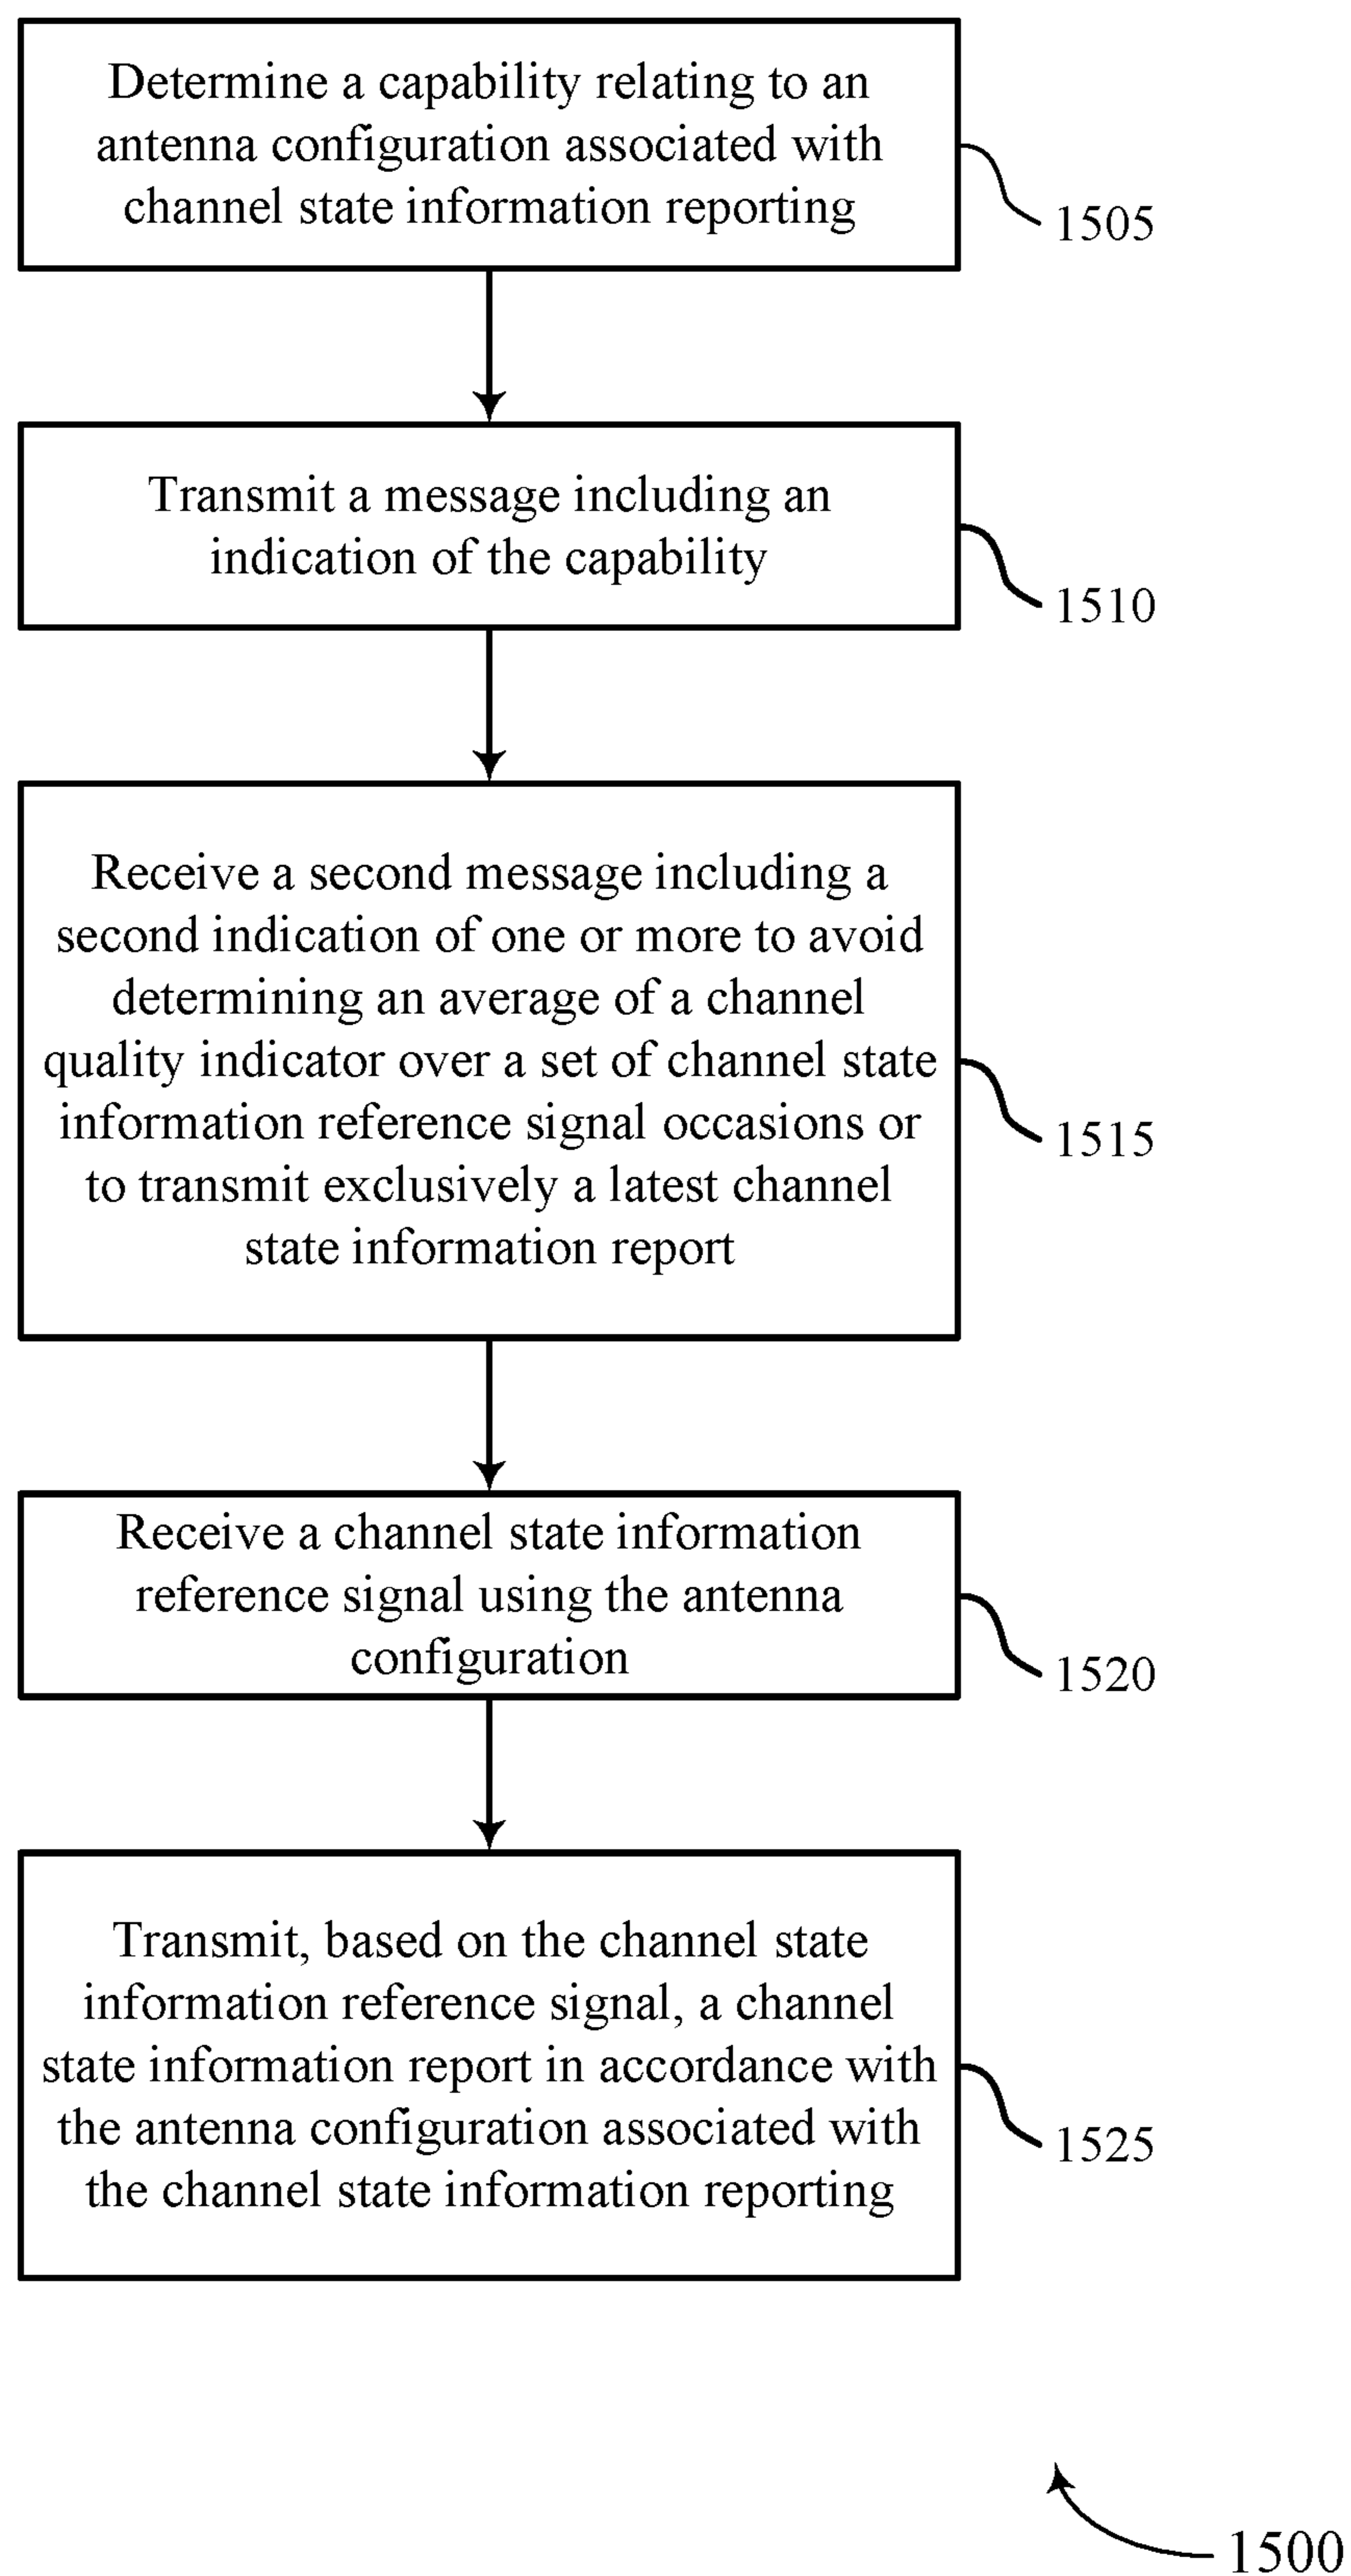 Determine a capability relating to an
antenna configuration associated with
channel state information reporting
1505
Transmit a message including an
indication of the capability
1510
Receive a second message including a
second indication of one or more to avoid
determining an average of a channel
quality indicator over a set of channel state
information reference signal occasions or
to transmit exclusively a latest channel
state information report
1515
Receive a channel state information
reference signal using the antenna
configuration
1520
Transmit, based on the channel state
information reference signal, a channel
state information report in accordance with
the antenna configuration associated with
the channel state information reporting
1525
1500